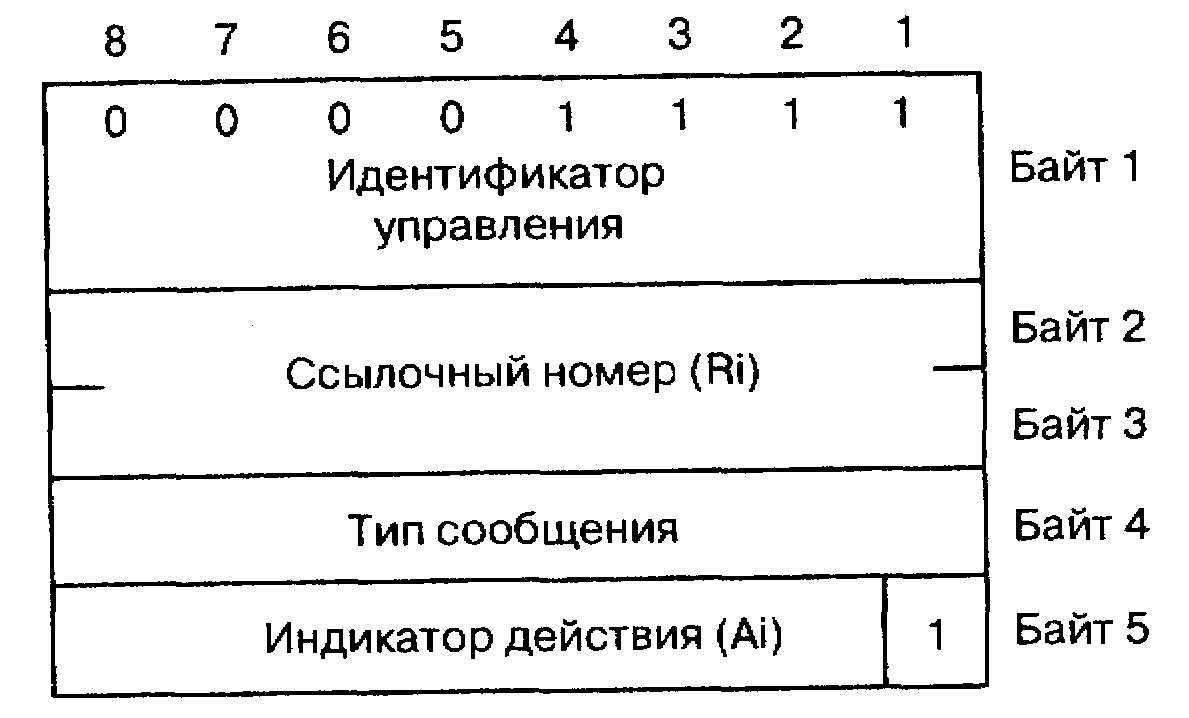 8 7 6 5 4 3 2 1
0 0 0 0 1 1 1 1
Идентификатор
управления
Байт 1
Байт 2
Ссылочный номер (Ri)
Байт 3
Тип сообщения
Байт 4
Индикатор действия (Ai) 1
Байт 5